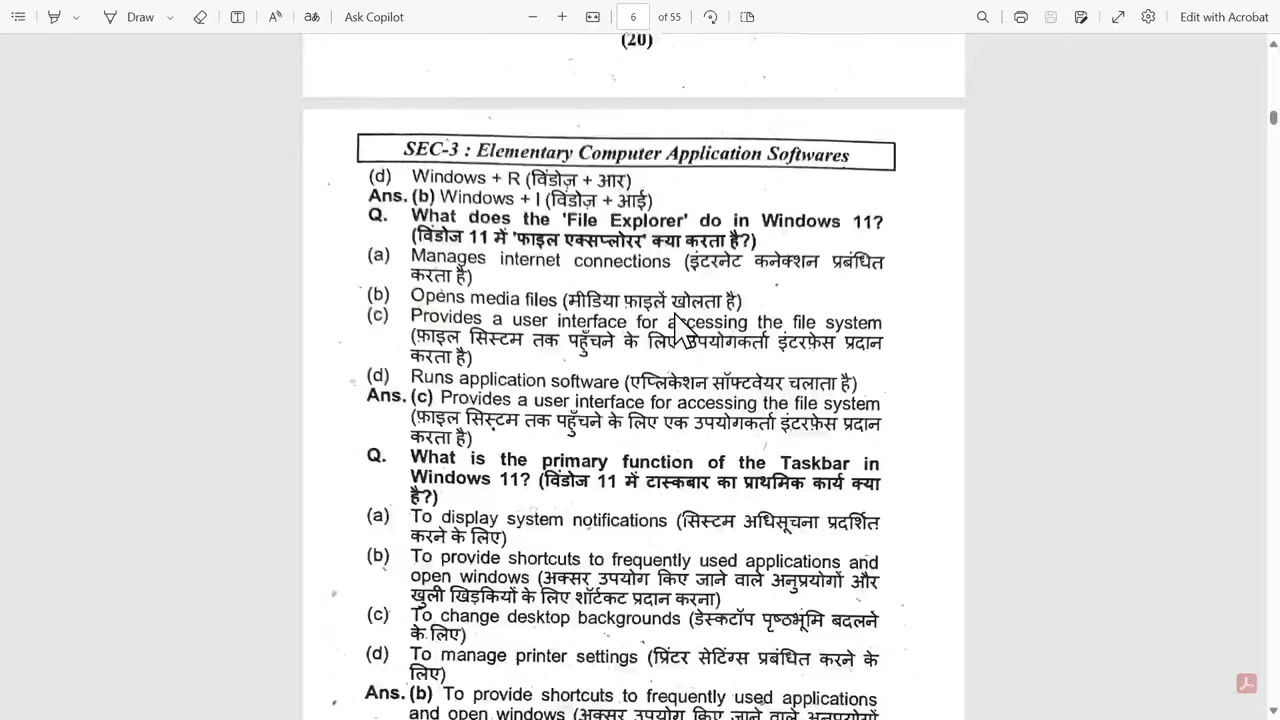 Draw
Ask Copilot
6 of 55
Edit with Acrobat
(20)
SEC-3 : Elementary Computer Application Softwares
(d) Windows + R (विंडोज़ + आर)
Ans. (b) Windows + I (विंडोज़ + आई)
Q. What does the 'File Explorer' do in Windows 11?
(विंडोज 11 में 'फाइल एक्सप्लोरर' क्या करता है?)
(a) Manages internet connections (इंटरनेट कनेक्शन प्रबंधित
करता है)
(b) Opens media files (मीडिया फ़ाइलें खोलता है)
(c) Provides a user interface for accessing the file system
(फ़ाइल सिस्टम तक पहुँचने के लिए उपयोगकर्ता इंटरफ़ेस प्रदान
करता है)
(d) Runs application software (एप्लिकेशन सॉफ्टवेयर चलाता है)
Ans. (c) Provides a user interface for accessing the file system
(फ़ाइल सिस्टम तक पहुँचने के लिए एक उपयोगकर्ता इंटरफ़ेस प्रदान
करता है)
Q. What is the primary function of the Taskbar in
Windows 11? (विंडोज 11 में टास्कबार का प्राथमिक कार्य क्या
है?)
(a) To display system notifications (सिस्टम अधिसूचना प्रदर्शित
करने के लिए)
(b) To provide shortcuts to frequently used applications and
open windows (अक्सर उपयोग किए जाने वाले अनुप्रयोगों और
खुली खिड़कियों के लिए शॉर्टकट प्रदान करना)
(c) To change desktop backgrounds (डेस्कटॉप पृष्ठभूमि बदलने
के लिए)
(d) To manage printer settings (प्रिंटर सेटिंग्स प्रबंधित करने के
लिए)
Ans. (b) To provide shortcuts to frequently used applications
and open windows (अक्सर उपयोग किए जाने वाले अनुप्रयोगों